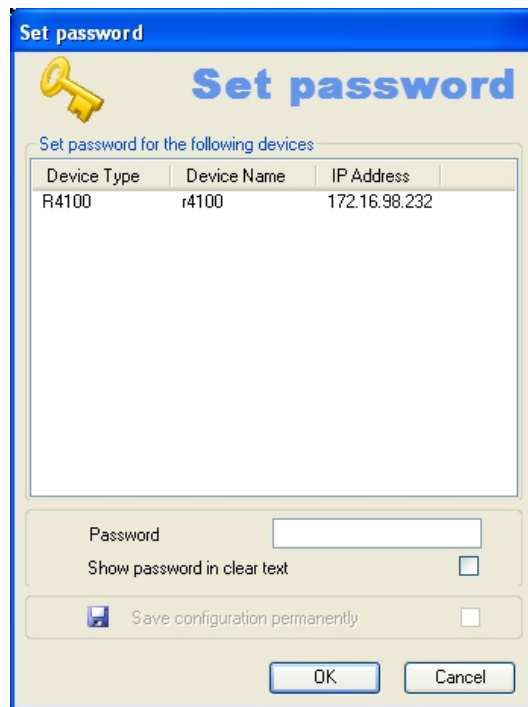 Set password
Set password
Set password for the following devices
Device Type Device Name IP Address
R4100 r4100 172.16.98.232
Password
Show password in clear text
Save configuration permanently
OK Cancel